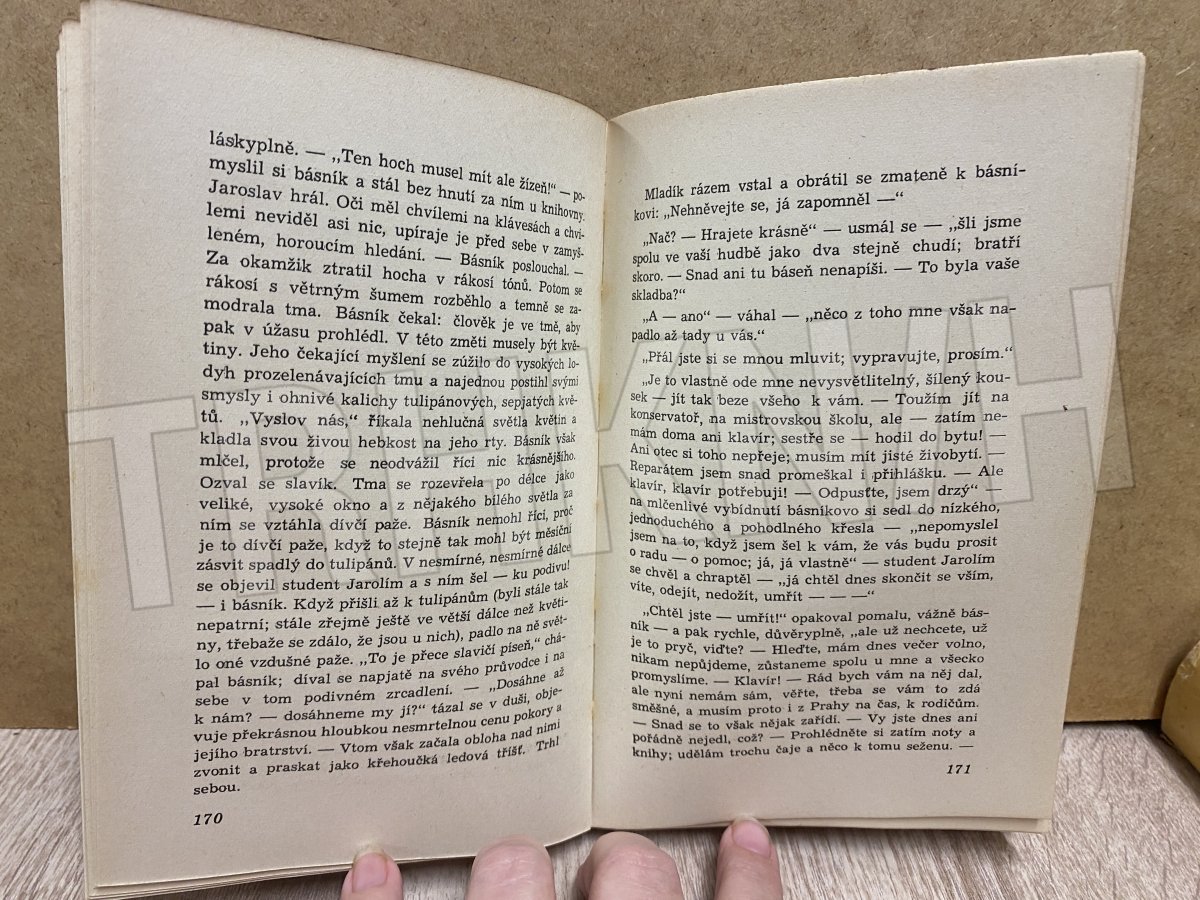 láskyplně. — „Ten hoch musel mít ale žízeň!“ — po-
myslil si básník a stál bez hnutí za ním u knihovny.
Jaroslav hrál. Oči měl chvílemi na klávesách a chví-
lemi neviděl asi nic, upíraje je před sebe v zamyš-
leném, horoucím hledání. — Básník poslouchal. —
Za okamžik ztratil hocha v rákosí tónů. Potom se
rákosí s větrným šumem rozběhlo a temně se za-
modrala tma. Básník čekal: člověk je ve tmě, aby
pak v úžasu prohlédl. V této změti musely být kvě-
tiny. Jeho čekající myšlení se zúžilo do vysokých lo-
dyh prozelenávajících tmu a najednou postihl svými
smysly i ohnivé kalichy tulipánových, sepjatých kvě-
tů. „Vyslov nás,“ říkala nehlučná světla květin a
kladla svou živou hebkost na jeho rty. Básník však
mlčel, protože se neodvážil říci nic krásnějšího.
Ozval se slavík. Tma se rozevřela po délce jako
veliké, vysoké okno a z nějakého bílého světla za
ním se vztáhla dívčí paže. Básník nemohl říci, proč
je to dívčí paže, když to stejně tak mohl být měsíční
zásvit spadlý do tulipánů. V nesmírné, nesmírné dálce
se objevil student Jarolím a s ním šel — ku podivu!
— i básník. Když přišli až k tulipánům (byli stále tak
nepatrní; stále zřejmě ještě ve větší dálce než květi-
ny, třebaže se zdálo, že jsou u nich), padlo na ně svět-
lo oné vzdušné paže. „To je přece slavičí píseň,“ chá-
pal básník; díval se napjatě na svého průvodce i na
sebe v tom podivném zrcadlení. — „Dosáhne až
k nám? — dosáhneme my jí?“ tázal se v duši, obje-
vuje překrásnou hloubkou nesmrtelnou cenu pokory a
jejího bratrství. — Vtom však začala obloha nad nimi
zvonit a praskat jako křehoučká ledová tříšť. Trhl
sebou.
170
Mladík rázem vstal a obrátil se zmateně k básní-
kovi: „Nehněvejte se, já zapomněl —“
„Nač? — Hrajete krásně“ — usmál se — „šli jsme
spolu ve vaší hudbě jako dva stejně chudí; bratří
skoro. — Snad ani tu báseň nenapíši. — To byla vaše
skladba?“
„A — ano“ — váhal — „něco z toho mne však na-
padlo až tady u vás.“
„Přál jste si se mnou mluvit; vypravujte, prosím.“
„Je to vlastně ode mne nevysvětlitelný, šílený kou-
sek — jít tak beze všeho k vám. — Toužím jít na
konservatoř, na mistrovskou školu, ale — zatím ne-
mám doma ani klavír; sestře se — hodil do bytu! —
Ani otec si toho nepřeje; musím mít jisté živobytí. —
Reparátem jsem snad promeškal i přihlášku. — Ale
klavír, klavír potřebuji! — Odpusťte, jsem drzý“ —
na mlčenlivé vybídnutí básníkovo si sedl do nízkého,
jednoduchého a pohodlného křesla — „nepomyslel
jsem na to, když jsem šel k vám, že vás budu prosit
o radu — o pomoc; já, já vlastně“ — student Jarolím
se chvěl a chraptěl — „já chtěl dnes skončit se vším,
víte, odejít, nedožít, umřít — — —“
„Chtěl jste — umřít!“ opakoval pomalu, vážně bás-
ník — a pak rychle, důvěryplně, „ale už nechcete, už
je to pryč, viďte? — Hleďte, mám dnes večer volno,
nikam nepůjdeme, zůstaneme spolu u mne a všecko
promyslíme. — Klavír! — Rád bych vám na něj dal,
ale nyní nemám sám, věřte, třeba se vám to zdá
směšné, a musím proto i z Prahy na čas, k rodičům.
— Snad se to však nějak zařídí. — Vy jste dnes ani
pořádně nejedl, což? — Prohlédněte si zatím noty a
knihy; udělám trochu čaje a něco k tomu seženu. —
171
TRHKNIH